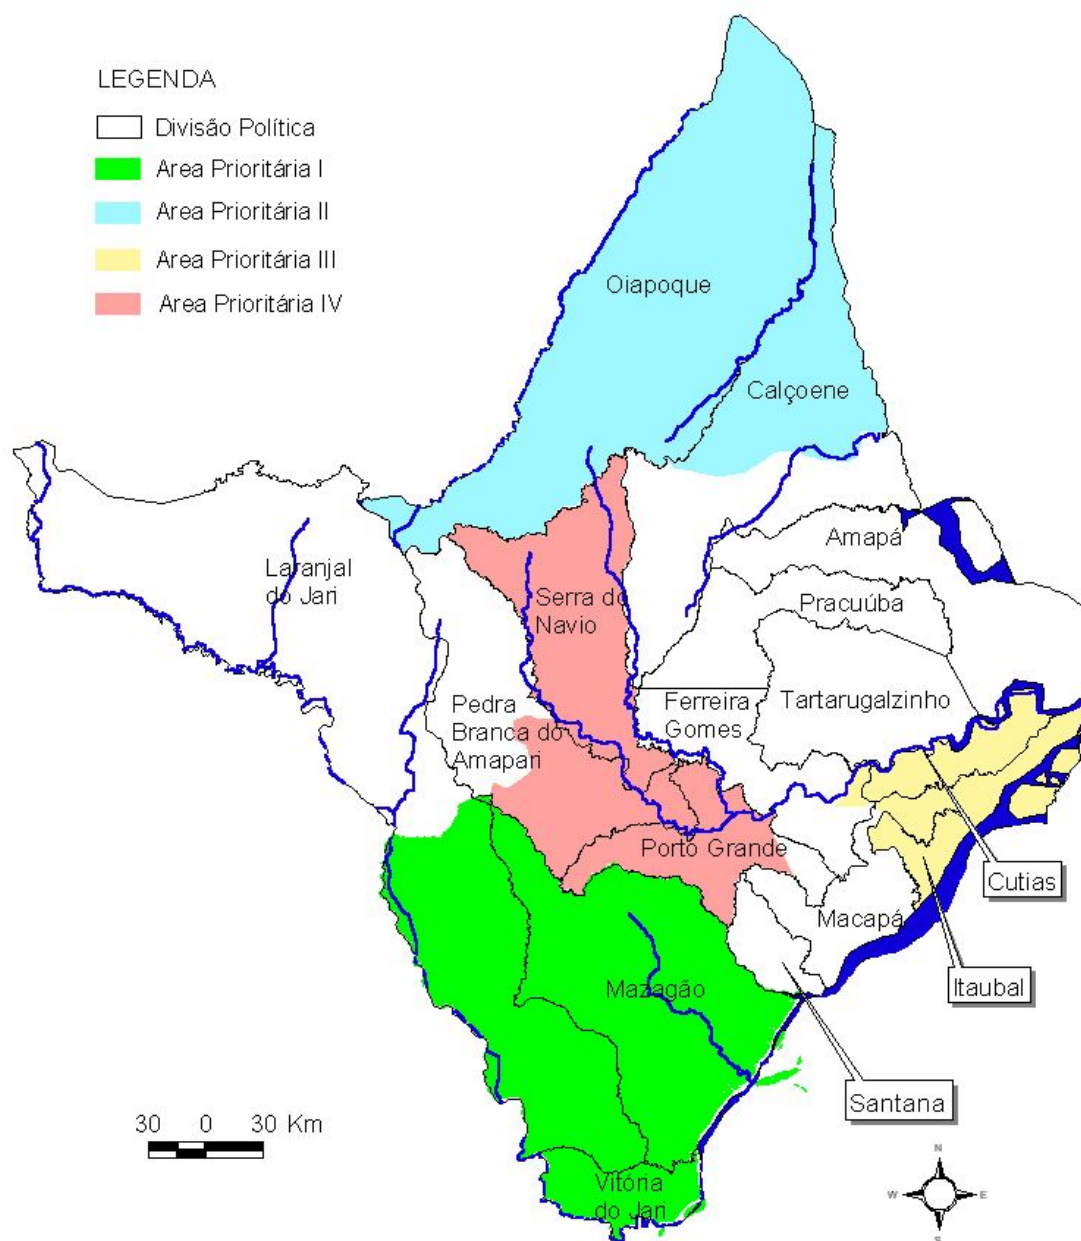 LEGENDA
Divisão Política
Area Prioritária I
Area Prioritária II
Area Prioritária III
Area Prioritária IV
Oiapoque
Calçoene
Amapá
Laranjal
do Jari
Serra do
Navio
Pracuúba
Pedra
Branca do
Amapari
Ferreira
Gomes
Tartarugalzinho
Porto Grande
Cutias
Macapá
Itaubal
Mazagão
Santana
30 0 30 Km
Vitória
do Jari
N
W E
S